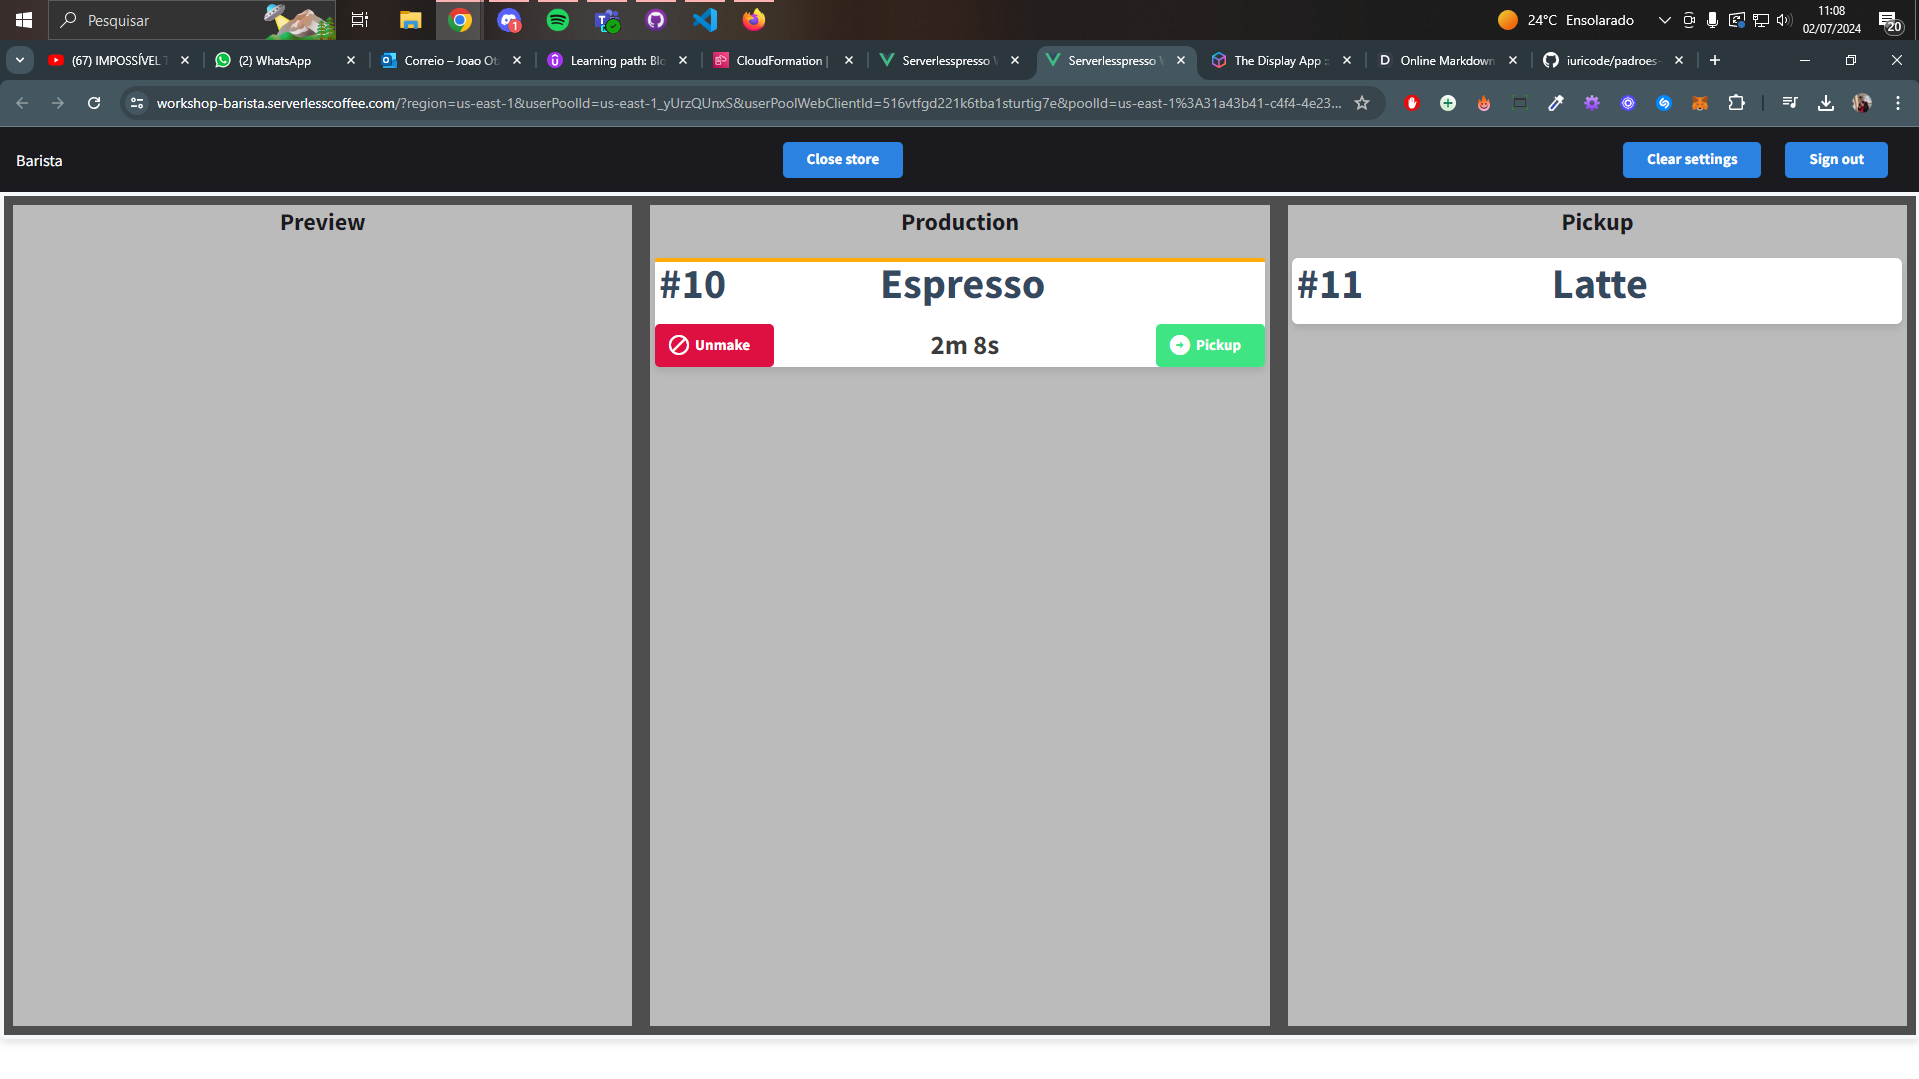 Pesquisar
24°C Ensolarado
11:08
02/07/2024
20
1
(67) IMPOSSÍVEL T
(2) WhatsApp
Correio – Joao Ota
Learning path: Blo
CloudFormation |
Serverlesspresso W
Serverlesspresso W
The Display App ::
Online Markdown
iuricode/padroes-
workshop-barista.serverlesscoffee.com/?region=us-east-1&userPoolId=us-east-1_yUrzQUnxS&userPoolWebClientId=516vtfgd221k6tba1sturtig7e&poolId=us-east-1%3A31a43b41-c4f4-4e23...
Barista
Close store
Clear settings
Sign out
Preview
Production
#10 Espresso
Unmake
2m 8s
Pickup
Pickup
#11 Latte